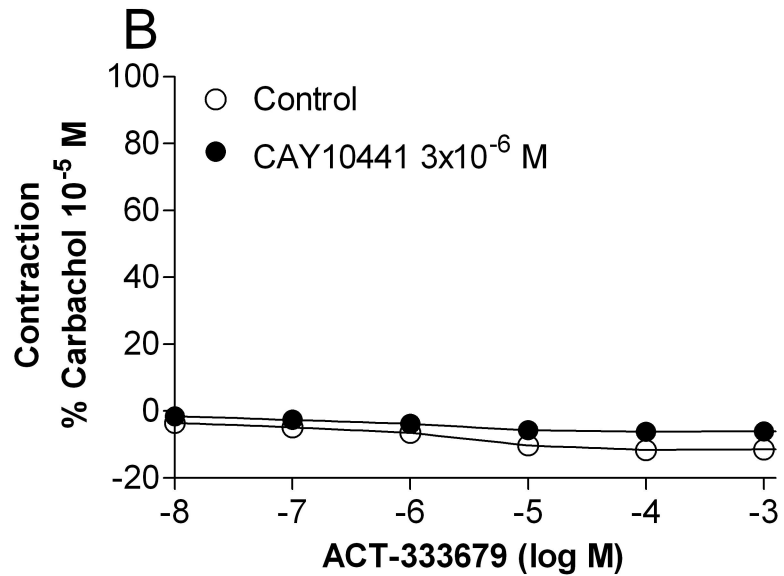 B
100
80
60
40
20
0
-20
Control
CAY10441 3x10⁻⁶ M
Contraction
% Carbachol 10⁻⁵ M
-8 -7 -6 -5 -4 -3
ACT-333679 (log M)